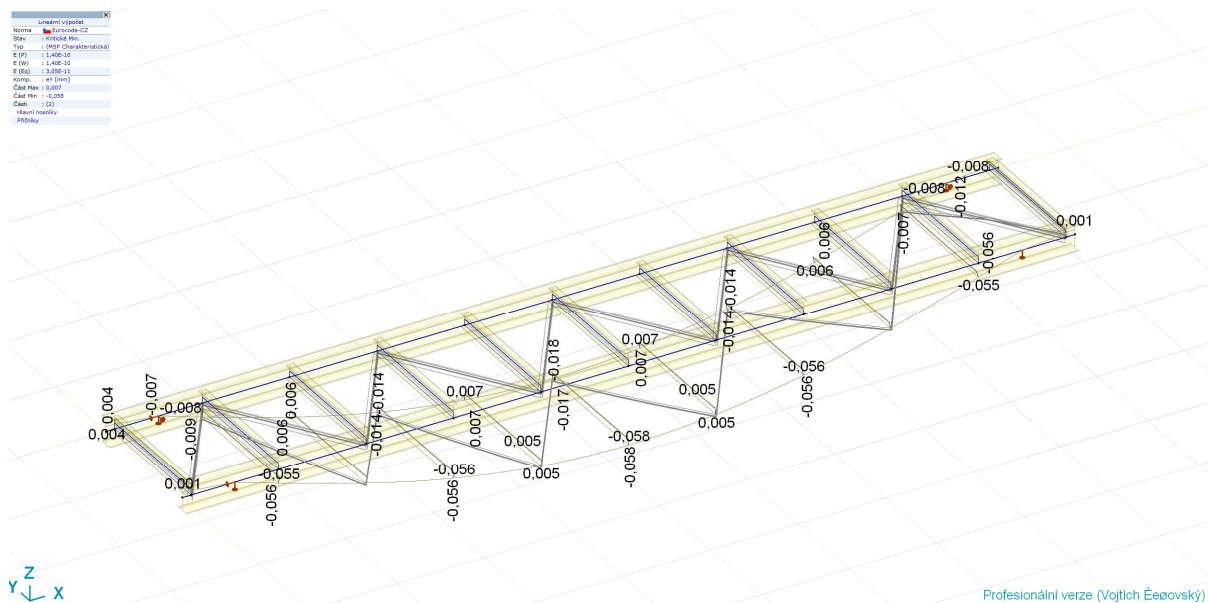 Lineární výpočet
Norma Eurocode-CZ
Stav : Kritické Min.
Typ : (MSP Charakteristická)
E (P) : 1,40E-10
E (W) : 1,40E-10
E (Eq) : 3,05E-11
Komp. : eY [mm]
Část Max : 0,007
Část Min : -0,058
Části : (2)
Hlavní nosníky
Příčníky
-0,008
-0,008
-0,012
0,001
-0,007
0,006
-0,056
0,006
-0,055
-0,014
-0,014
0,007
0,007
-0,018
-0,056
-0,056
0,007
0,005
-0,017
0,005
-0,014
0,006
0,004
-0,007
-0,008
0,004
-0,009
0,006
-0,014
0,007
0,005
-0,058
-0,058
0,001
-0,055
-0,056
-0,056
-0,056
0,005
Y Z X
Profesionální verze (Vojtich Èeøovský)